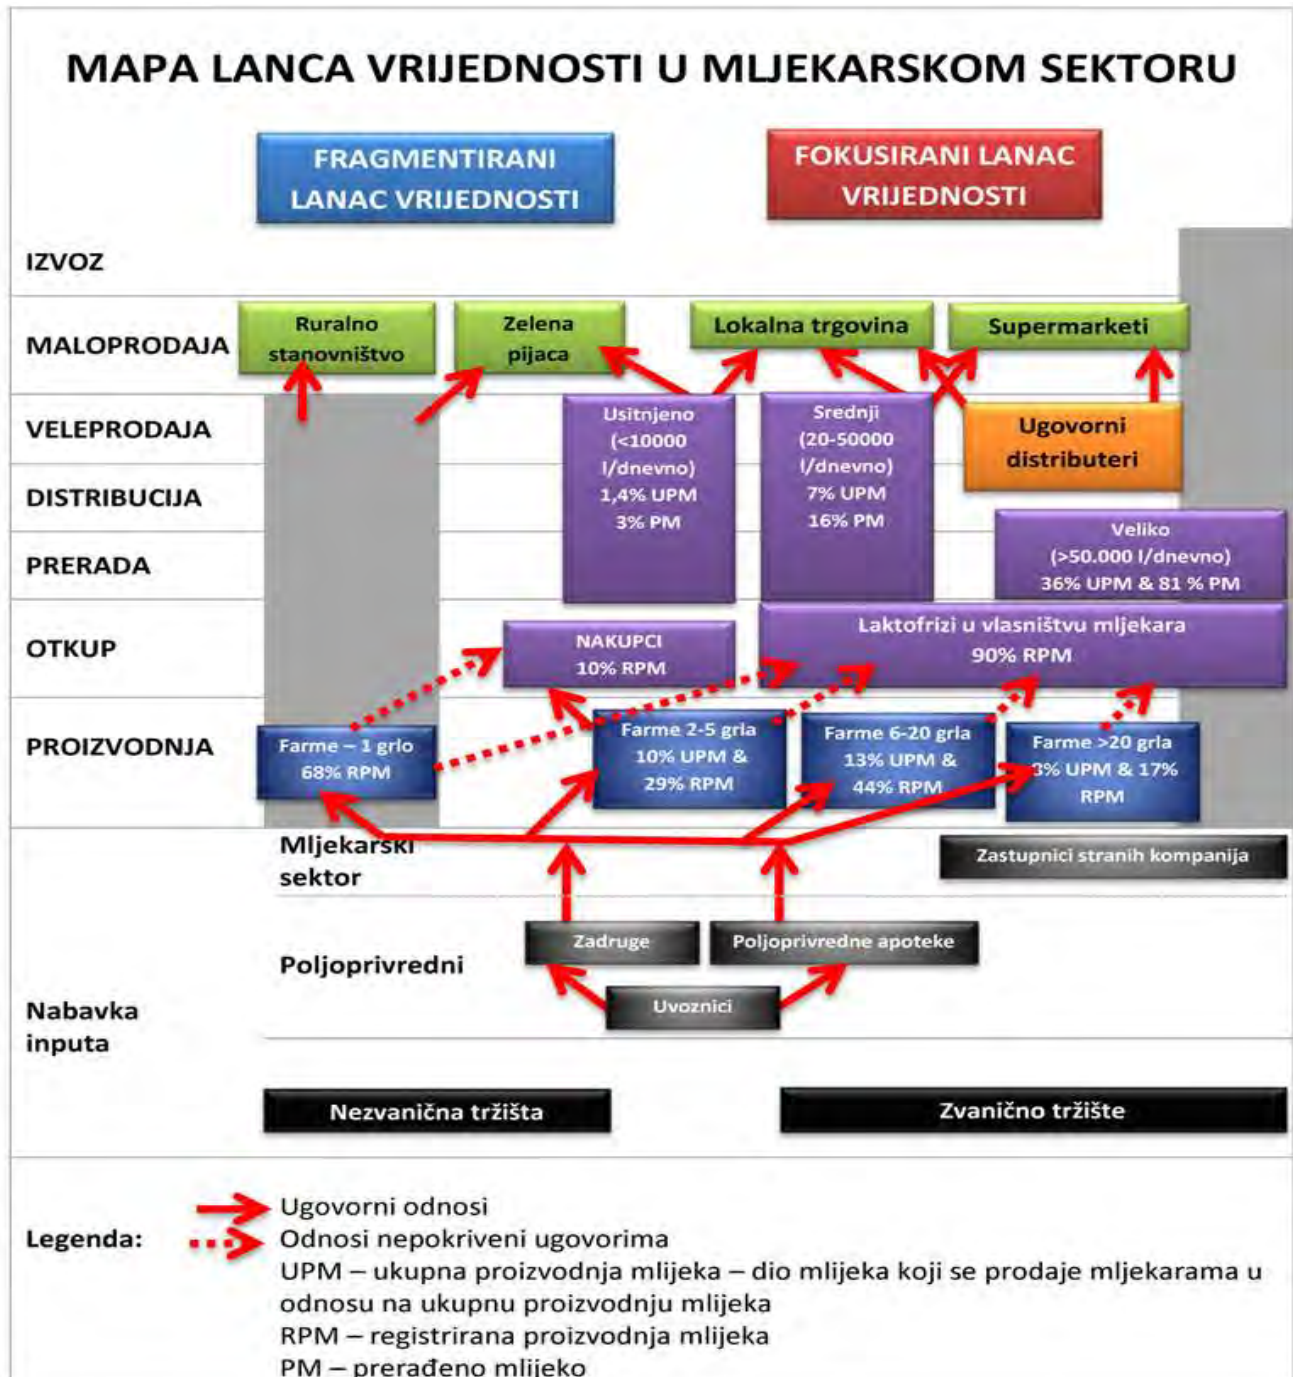 MAPA LANCA VRIJEDNOSTI U MLJEKARSKOM SEKTORU
FRAGMENTIRANI
LANAC VRIJEDNOSTI
FOKUSIRANI LANAC
VRIJEDNOSTI
IZVOZ
MALOPRODAJA
Ruralno
stanovništvo
Zelena
pijaca
Lokalna trgovina
Supermarketi
VELEPRODAJA
DISTRIBUCIJA
PRERADA
Usitnjeno
(<10000
l/dnevno)
1,4% UPM
3% PM
Srednji
(20-50000
l/dnevno)
7% UPM
16% PM
Ugovorni
distributeri
Veliko
(>50.000 l/dnevno)
36% UPM & 81 % PM
OTKUP
NAKUPCI
10% RPM
Laktofrizi u vlasništvu mljekara
90% RPM
PROIZVODNJA
Farme – 1 grlo
68% RPM
Farme 2-5 grla
10% UPM &
29% RPM
Farme 6-20 grla
13% UPM &
44% RPM
Farme >20 grla
% UPM & 17%
RPM
Mljekarski
sektor
Zastupnici stranih kompanija
Poljoprivredni
Zadruge
Poljoprivredne apoteke
Uvoznici
Nabavka
inputa
Nezvanična tržišta
Zvanično tržište
Legenda:
Ugovorni odnosi
Odnosi nepokriveni ugovorima
UPM – ukupna proizvodnja mlijeka – dio mlijeka koji se prodaje mljekarama u
odnosu na ukupnu proizvodnju mlijeka
RPM – registrirana proizvodnja mlijeka
PM – prerađeno mlijeko